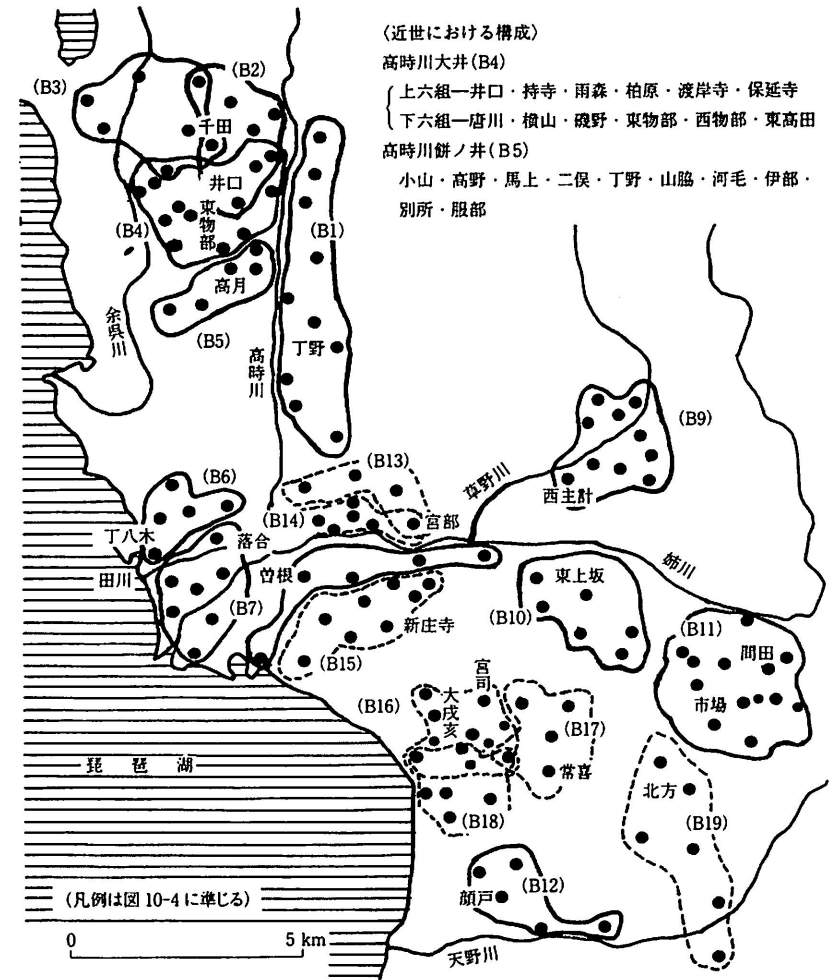 〈近世における構成〉
高時川大井(B4)
上六組―井口・持寺・雨森・柏原・渡岸寺・保延寺
下六組―唐川・横山・磯野・東物部・西物部・東高田
高時川餅ノ井(B5)
小山・高野・馬上・二俣・丁野・山脇・河毛・伊部・
別所・服部
(B3)
(B2)
千田
井口
東物部
(B4)
(B1)
高月
(B5)
余呉川
高時川
丁野
(B9)
西主計
草野川
(B13)
(B6)
(B14)
宮部
丁八木
落合
田川
曽根
姉川
東上坂
(B7)
(B10)
新庄寺
(B11)
間田
(B15)
市場
宮司
(B16)
大戌亥
(B17)
常喜
北方
琵琶湖
(B18)
(B19)
(B12)
顔戸
(凡例は図10-4に準じる)
0 5 km
天野川